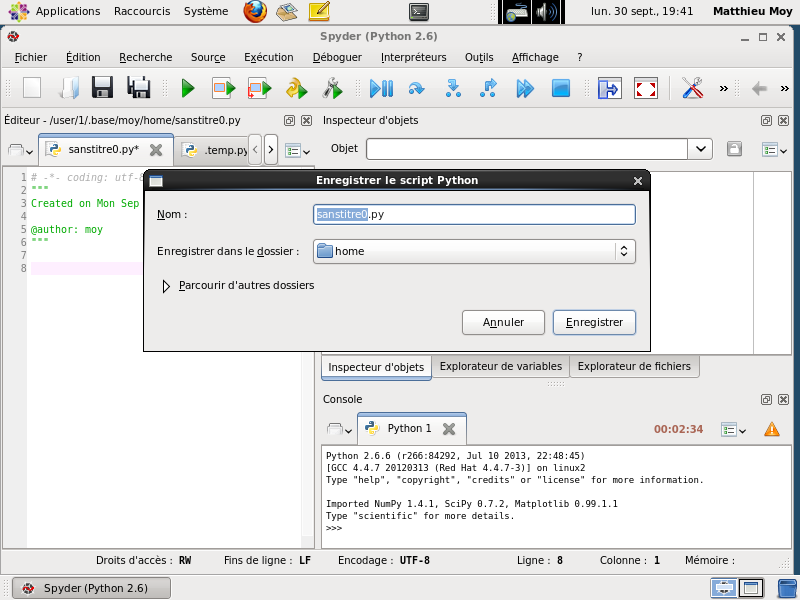 Applications Raccourcis Système lun. 30 sept., 19:41 Matthieu Moy
Spyder (Python 2.6)
Fichier Édition Recherche Source Exécution Déboguer Interpréteurs Outils Affichage ?
Éditeur - /user/1/.base/moy/home/sanstitre0.py
Inspecteur d'objets
sanstitre0.py* .temp.py
Objet
1 # -*- coding: utf-8
2 """
3 Created on Mon Sep
4
5 @author: moy
6 """
7
8
Enregistrer le script Python
Nom : sanstitre0.py
Enregistrer dans le dossier : home
Parcourir d'autres dossiers
Annuler Enregistrer
Inspecteur d'objets Explorateur de variables Explorateur de fichiers
Console
Python 1 00:02:34
Python 2.6.6 (r266:84292, Jul 10 2013, 22:48:45)
[GCC 4.4.7 20120313 (Red Hat 4.4.7-3)] on linux2
Type "help", "copyright", "credits" or "license" for more information.
Imported NumPy 1.4.1, SciPy 0.7.2, Matplotlib 0.99.1.1
Type "scientific" for more details.
>>>
Droits d'accès : RW Fins de ligne : LF Encodage : UTF-8 Ligne : 8 Colonne : 1 Mémoire :
Spyder (Python 2.6)